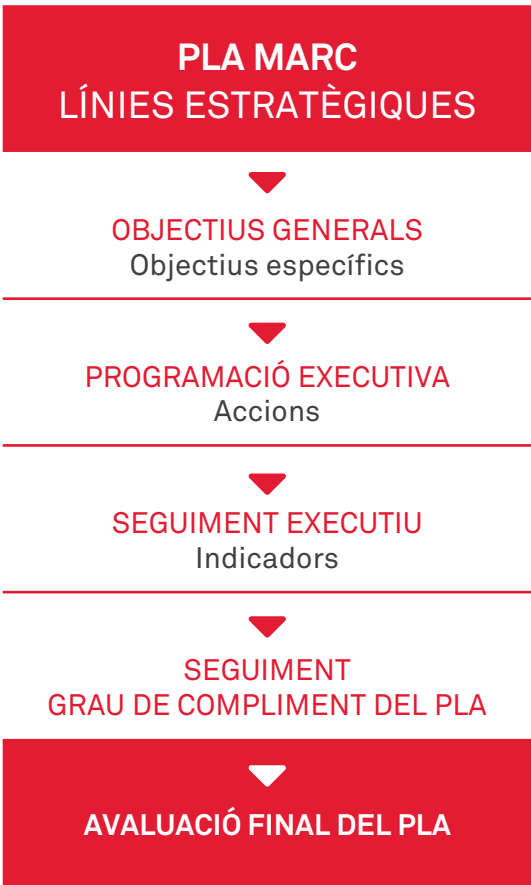 PLA MARC
LÍNIES ESTRATÈGIQUES
OBJECTIUS GENERALS
Objectius específics
PROGRAMACIÓ EXECUTIVA
Accions
SEGUIMENT EXECUTIU
Indicadors
SEGUIMENT
GRAU DE COMPLIMENT DEL PLA
AVALUACIÓ FINAL DEL PLA